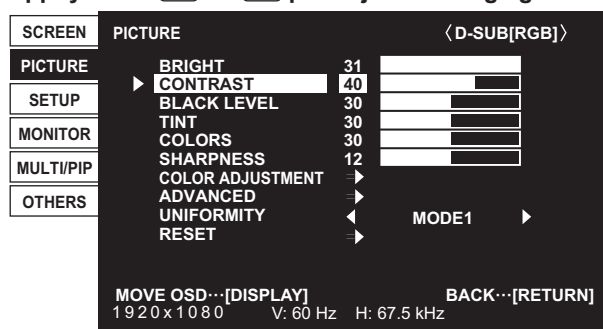 SCREEN
PICTURE
SETUP
MONITOR
MULTI/PIP
OTHERS
PICTURE 〈D-SUB[RGB]〉
BRIGHT 31
CONTRAST 40
BLACK LEVEL 30
TINT 30
COLORS 30
SHARPNESS 12
COLOR ADJUSTMENT
ADVANCED
UNIFORMITY MODE1
RESET
MOVE OSD···[DISPLAY] BACK···[RETURN]
1920x1080 V: 60 Hz H: 67.5 kHz